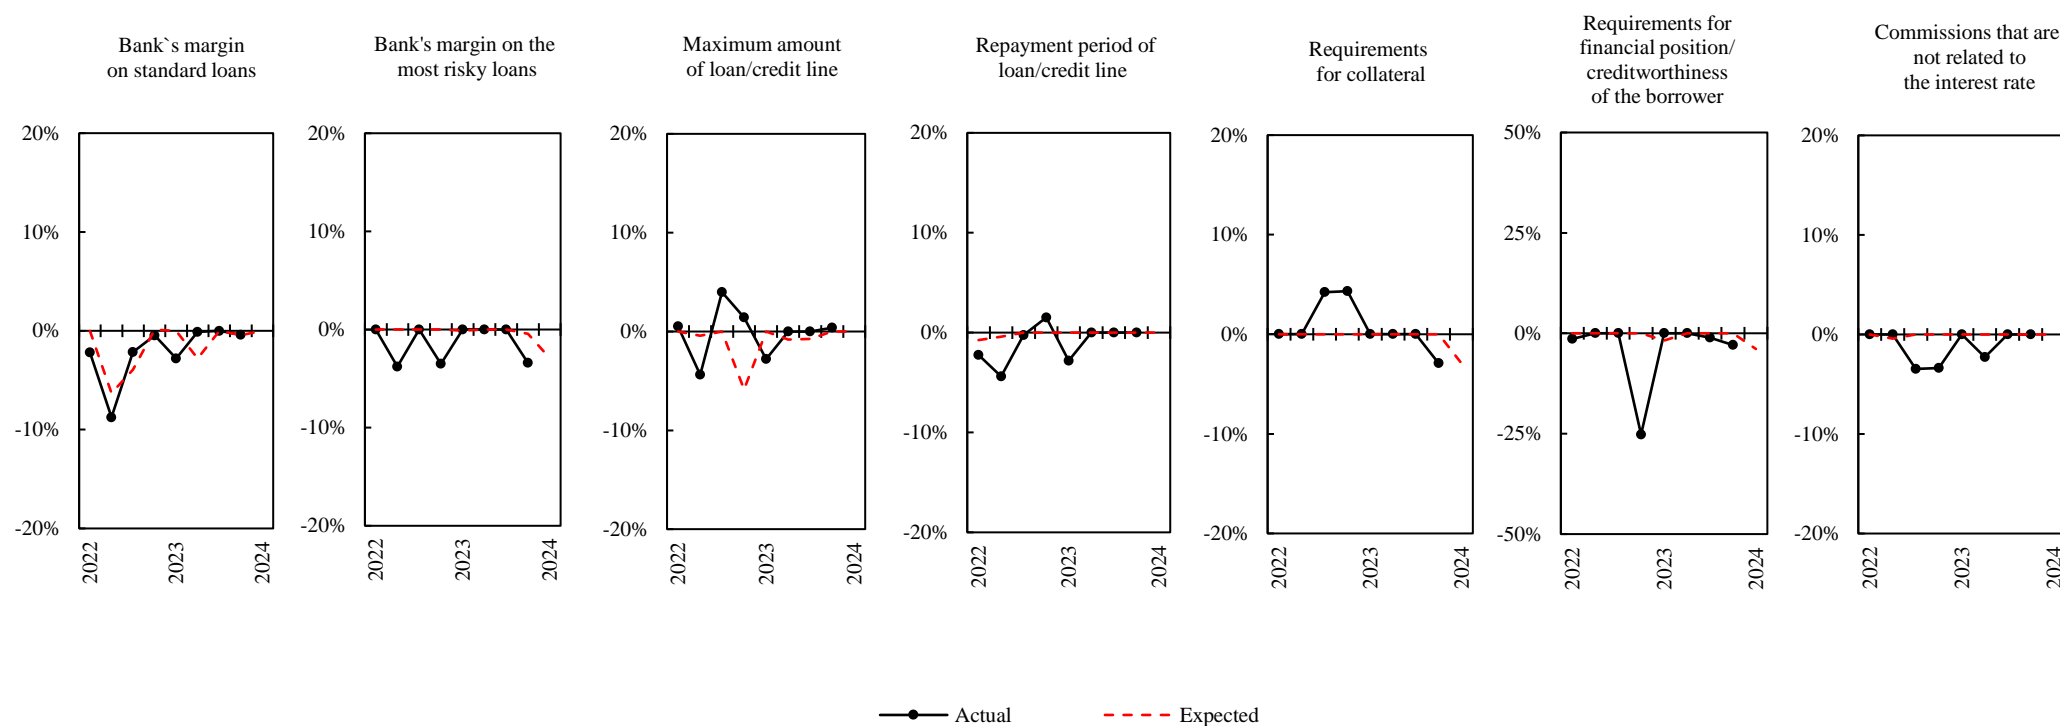 Bank`s margin
on standard loans
20%
10%
0%
-10%
-20%
2022
2023
2024
Bank's margin on the
most risky loans
20%
10%
0%
-10%
-20%
2022
2023
2024
Maximum amount
of loan/credit line
20%
10%
0%
-10%
-20%
2022
2023
2024
Repayment period of
loan/credit line
20%
10%
0%
-10%
-20%
2022
2023
2024
Requirements
for collateral
20%
10%
0%
-10%
-20%
2022
2023
2024
Requirements for
financial position/
creditworthiness
of the borrower
50%
25%
0%
-25%
-50%
2022
2023
2024
Commissions that are
not related to
the interest rate
20%
10%
0%
-10%
-20%
2022
2023
2024
Actual
Expected